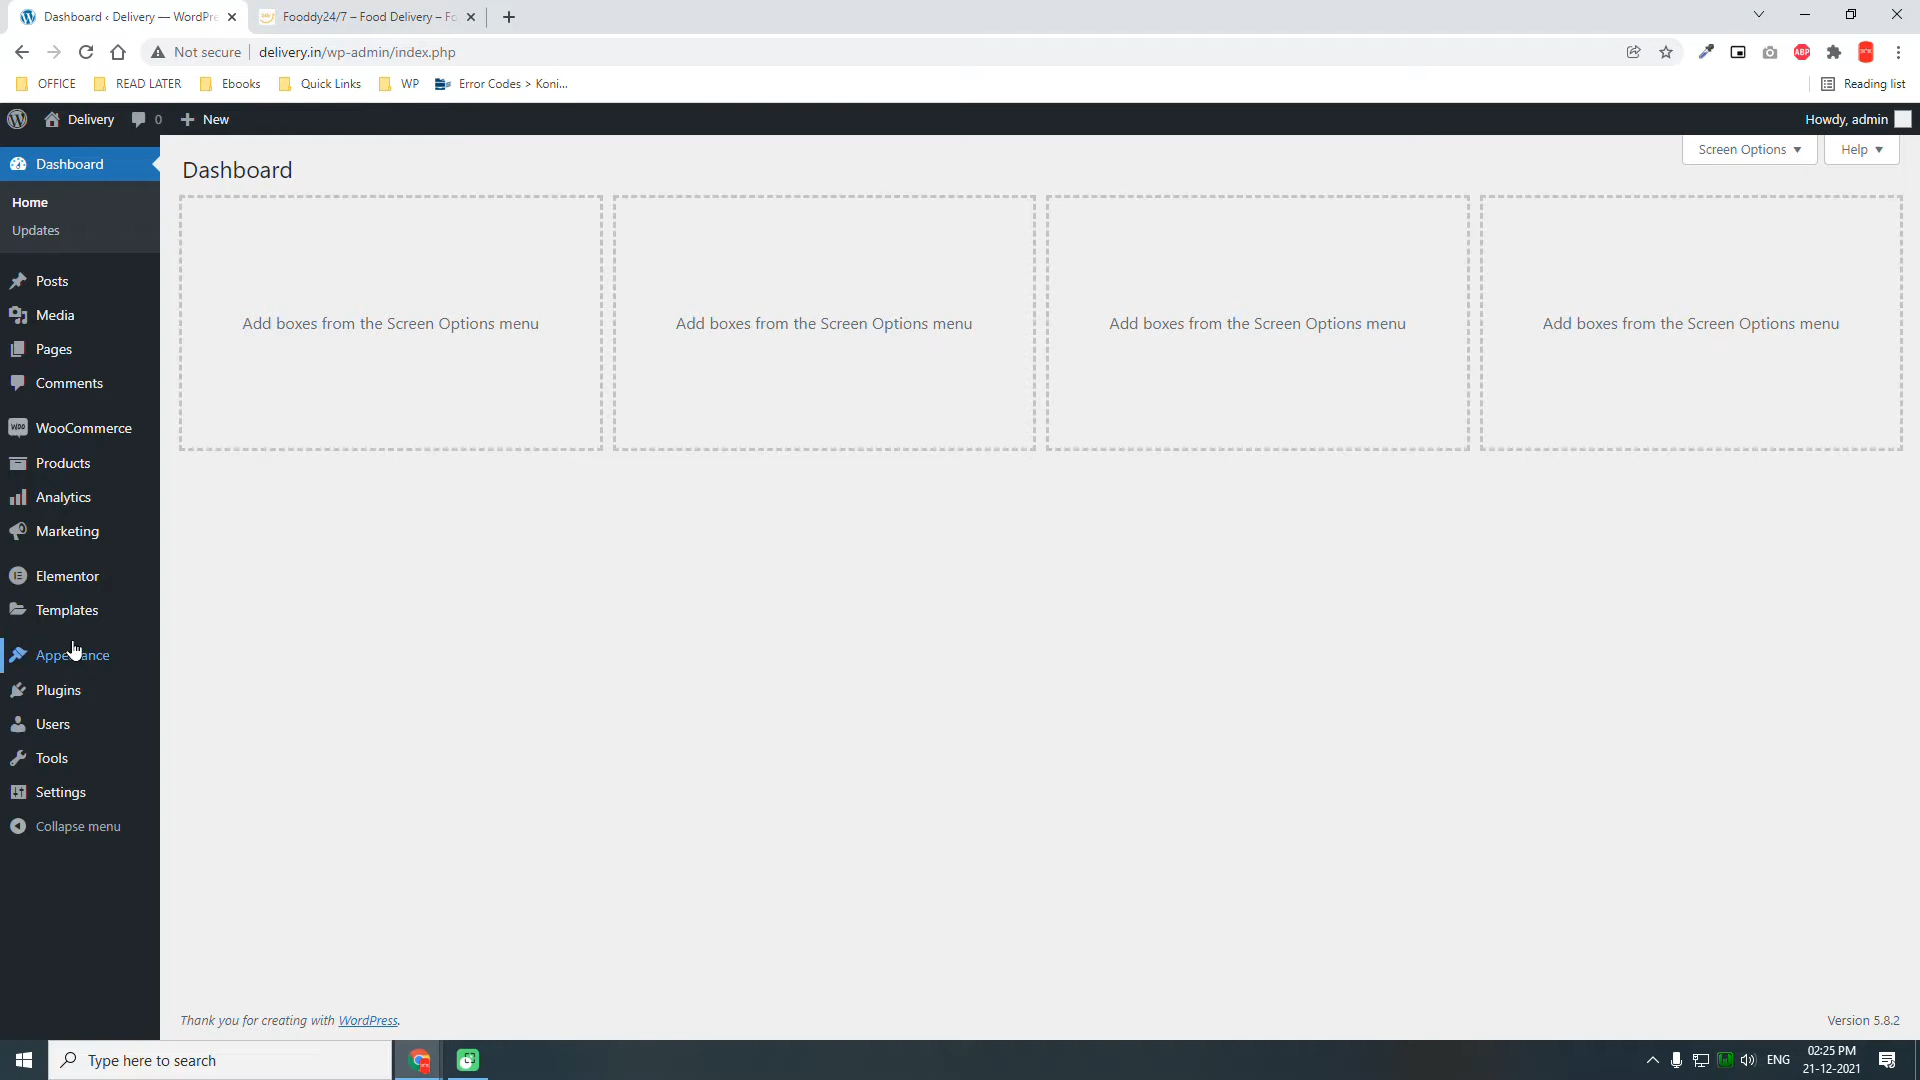 Dashboard ‹ Delivery — WordPre
Fooddy24/7 – Food Delivery – Fo
Not secure
delivery.in/wp-admin/index.php
ABP
OFFICE
READ LATER
Ebooks
Quick Links
WP
Error Codes > Koni...
Reading list
Delivery
0
New
Howdy, admin
Dashboard
Home
Updates
Posts
Media
Pages
Comments
WooCommerce
Products
Analytics
Marketing
Elementor
Templates
Appearance
Plugins
Users
Tools
Settings
Collapse menu
Dashboard
Screen Options
Help
Add boxes from the Screen Options menu
Add boxes from the Screen Options menu
Add boxes from the Screen Options menu
Add boxes from the Screen Options menu
Thank you for creating with WordPress.
Version 5.8.2
Type here to search
ENG
02:25 PM
21-12-2021